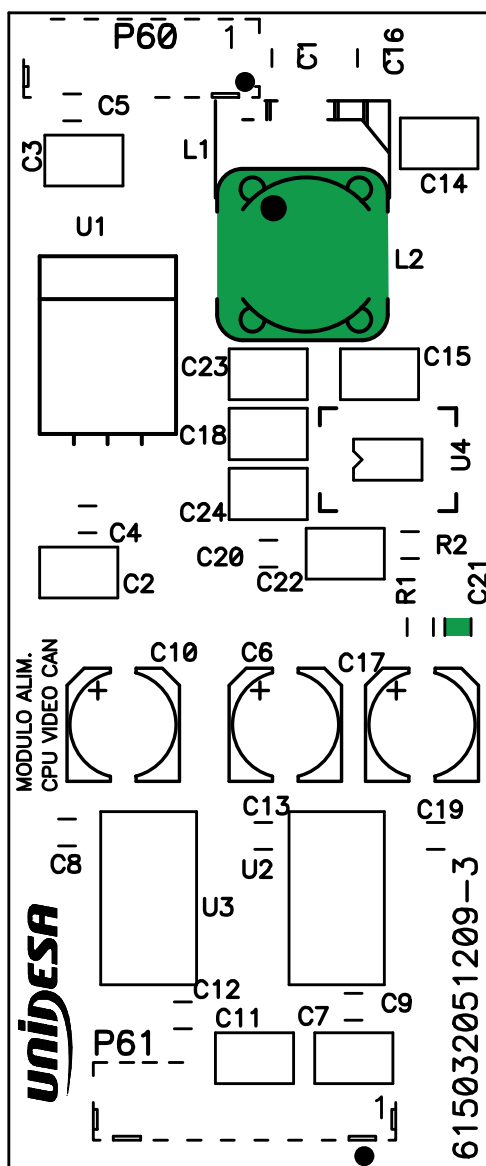 P60
1
C1
C16
C5
C3
L1
C14
U1
L2
C23
C15
C18
U4
C24
C4
C20
R2
C2
C22
R1
C21
MODULO ALIM.
CPU VIDEO CAN
C10
C6
C17
C13
C19
C8
U2
U3
UNIDESA
C12
C9
C11
C7
P61
1
615032051209-3